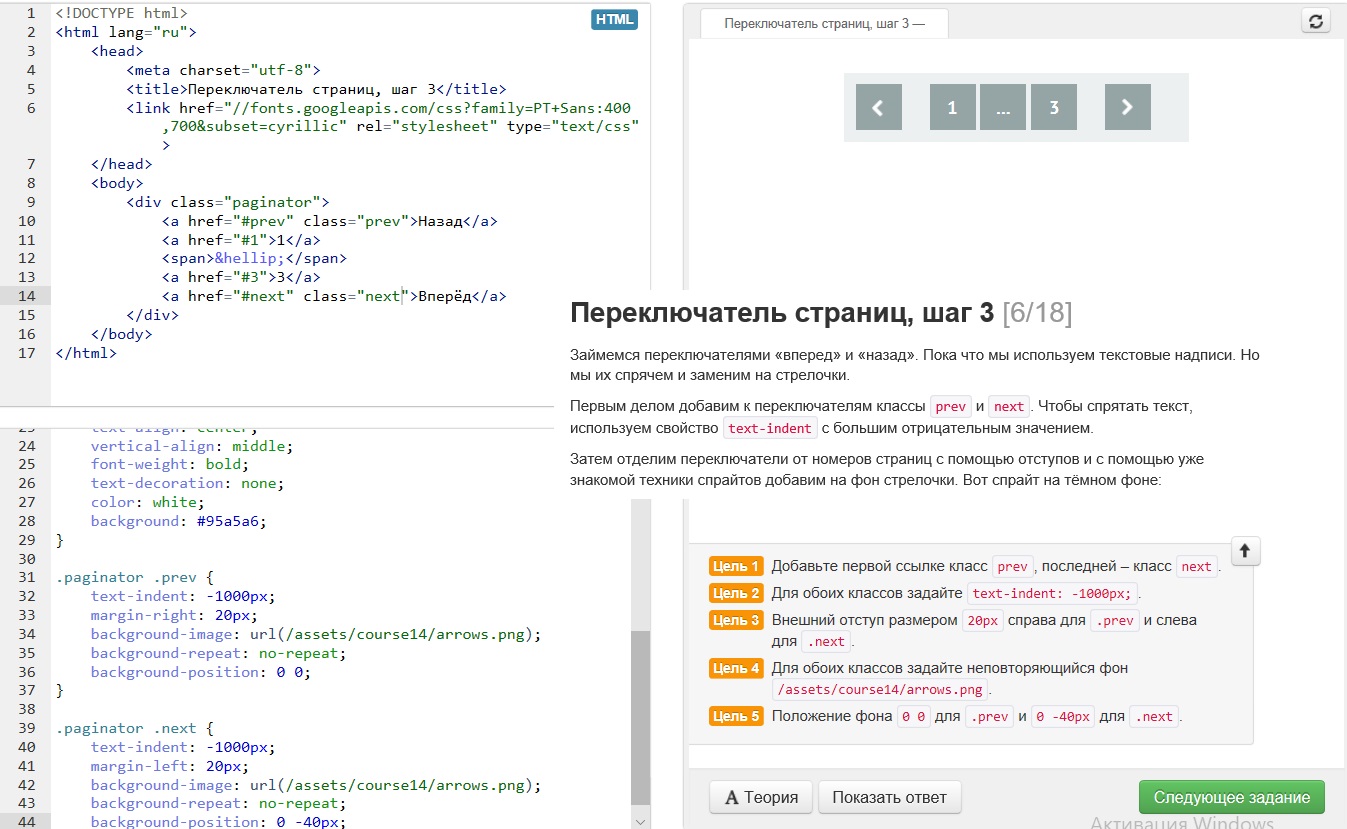 1 <!DOCTYPE html>
HTML
2 <html lang="ru">
3 <head>
4 <meta charset="utf-8">
5 <title>Переключатель страниц, шаг 3</title>
6 <link href="//fonts.googleapis.com/css?family=PT+Sans:400
,700&subset=cyrillic" rel="stylesheet" type="text/css"
>
7 </head>
8 <body>
9 <div class="paginator">
10 <a href="#prev" class="prev">Назад</a>
11 <a href="#1">1</a>
12 <span>&hellip;</span>
13 <a href="#3">3</a>
14 <a href="#next" class="next">Вперёд</a>
15 </div>
16 </body>
17 </html>
23 text-align: center;
24 vertical-align: middle;
25 font-weight: bold;
26 text-decoration: none;
27 color: white;
28 background: #95a5a6;
29 }
30
31 .paginator .prev {
32 text-indent: -1000px;
33 margin-right: 20px;
34 background-image: url(/assets/course14/arrows.png);
35 background-repeat: no-repeat;
36 background-position: 0 0;
37 }
38
39 .paginator .next {
40 text-indent: -1000px;
41 margin-left: 20px;
42 background-image: url(/assets/course14/arrows.png);
43 background-repeat: no-repeat;
44 background-position: 0 -40px;
Переключатель страниц, шаг 3 —
1 ... 3
Переключатель страниц, шаг 3 [6/18]
Займемся переключателями «вперед» и «назад». Пока что мы используем текстовые надписи. Но
мы их спрячем и заменим на стрелочки.
Первым делом добавим к переключателям классы prev и next. Чтобы спрятать текст,
используем свойство text-indent с большим отрицательным значением.
Затем отделим переключатели от номеров страниц с помощью отступов и с помощью уже
знакомой техники спрайтов добавим на фон стрелочки. Вот спрайт на тёмном фоне:
Цель 1 Добавьте первой ссылке класс prev, последней – класс next.
Цель 2 Для обоих классов задайте text-indent: -1000px;.
Цель 3 Внешний отступ размером 20px справа для .prev и слева
для .next.
Цель 4 Для обоих классов задайте неповторяющийся фон
/assets/course14/arrows.png.
Цель 5 Положение фона 0 0 для .prev и 0 -40px для .next.
A Теория
Показать ответ
Следующее задание
Активация Windows